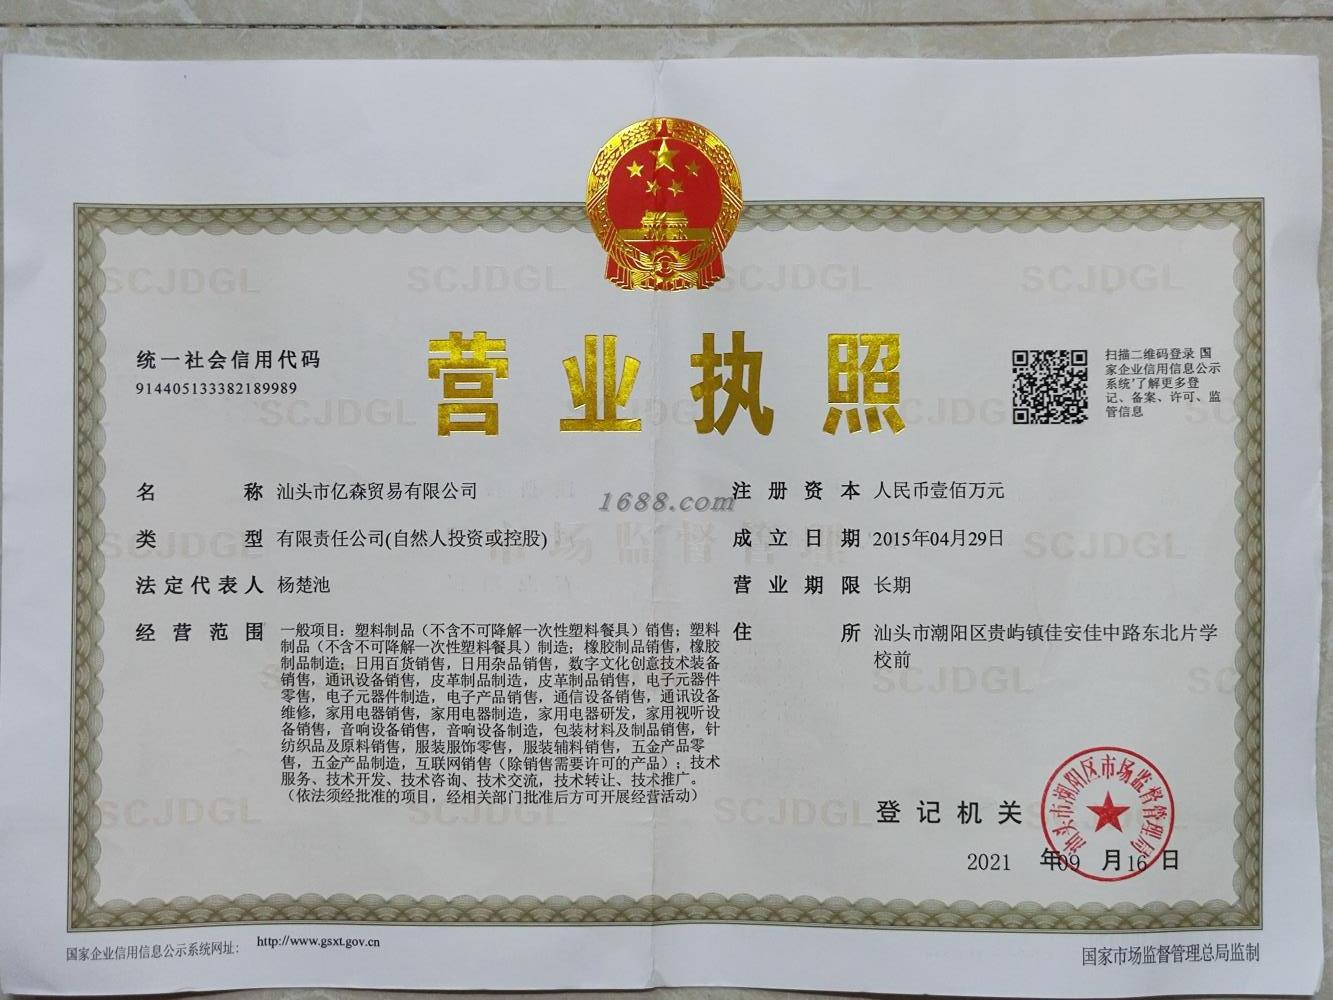 统一社会信用代码
914405133382189989
营业执照
扫描二维码登录 国
家企业信用信息公示
系统'了解更多登
记、备案、许可、监
管信息
名称 汕头市亿森贸易有限公司
类型 有限责任公司(自然人投资或控股)
法定代表人 杨楚池
经营范围 一般项目：塑料制品（不含不可降解一次性塑料餐具）销售；塑料
制品（不含不可降解一次性塑料餐具）制造；橡胶制品销售，橡胶
制品制造；日用百货销售，日用杂品销售，数字文化创意技术装备
销售，通讯设备销售，皮革制品制造，皮革制品销售，电子元器件
零售，电子元器件制造，电子产品销售，通信设备销售，通讯设备
维修，家用电器销售，家用电器制造，家用电器研发，家用视听设
备销售，音响设备销售，音响设备制造，包装材料及制品销售，针
纺织品及原料销售，服装服饰零售，服装辅料销售，五金产品零
售，五金产品制造，互联网销售（除销售需要许可的产品）；技术
服务、技术开发、技术咨询、技术交流，技术转让、技术推广。
（依法须经批准的项目，经相关部门批准后方可开展经营活动）
注册资本 人民币壹佰万元
成立日期 2015年04月29日
营业期限 长期
住所 汕头市潮阳区贵屿镇佳安佳中路东北片学
校前
1688.com
登记机关
汕头市潮阳区市场监督管理局
2021 年09 月16 日
国家企业信用信息公示系统网址： http://www.gsxt.gov.cn
国家市场监督管理总局监制
SCJDGL
市场监督管理